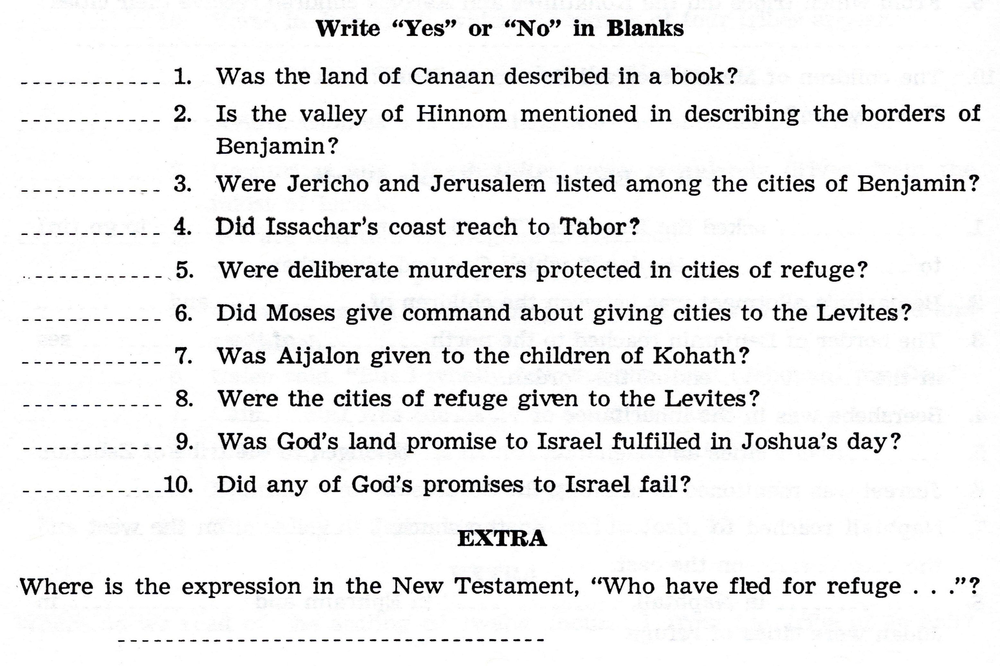 Write “Yes” or “No” in Blanks
------------ 1. Was the land of Canaan described in a book?
------------ 2. Is the valley of Hinnom mentioned in describing the borders of
Benjamin?
------------ 3. Were Jericho and Jerusalem listed among the cities of Benjamin?
------------ 4. Did Issachar’s coast reach to Tabor?
------------ 5. Were deliberate murderers protected in cities of refuge?
------------ 6. Did Moses give command about giving cities to the Levites?
------------ 7. Was Aijalon given to the children of Kohath?
------------ 8. Were the cities of refuge given to the Levites?
------------ 9. Was God’s land promise to Israel fulfilled in Joshua’s day?
------------10. Did any of God’s promises to Israel fail?
EXTRA
Where is the expression in the New Testament, “Who have fled for refuge . . .”?
------------------------------------